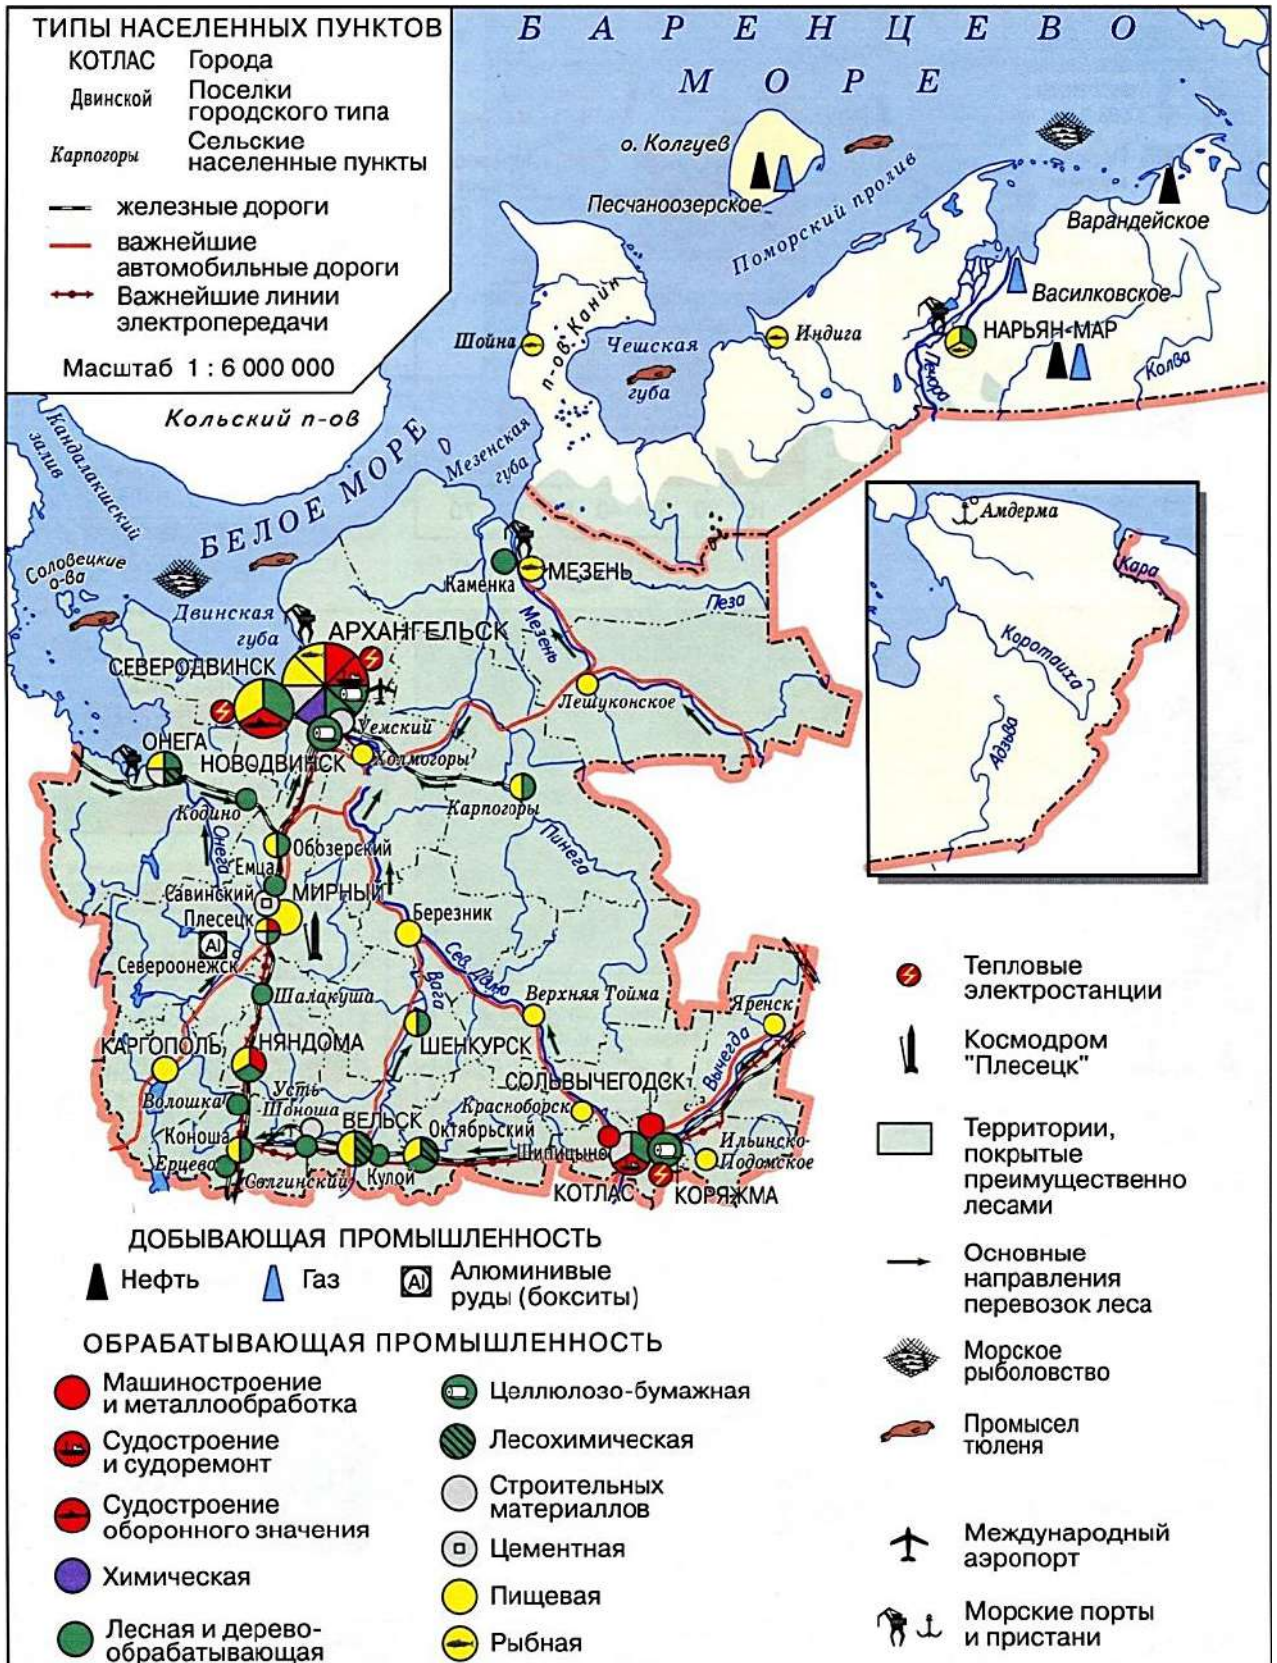 ТИПЫ НАСЕЛЕННЫХ ПУНКТОВ
КОТЛАС Города
Двинской Поселки
городского типа
Карпогоры Сельские
населенные пункты
железные дороги
важнейшие
автомобильные дороги
Важнейшие линии
электропередачи
Масштаб 1 : 6 000 000
БАРЕНЦЕВО
МОРЕ
о. Колгуев
Песчаноозерское
Поморский пролив
Варандейское
Василковское
НАРЬЯН-МАР
Печора
Колва
Шойна
п-ов Канин
Чешская
губа
Индига
Кольский п-ов
Кандалакшский
залив
БЕЛОЕ МОРЕ
Мезенская
губа
Соловецкие
о-ва
Двинская
губа
Каменка
МЕЗЕНЬ
Мезень
Пеза
АРХАНГЕЛЬСК
СЕВЕРОДВИНСК
Лешуконское
Уемский
ОНЕГА
НОВОДВИНСК
Холмогоры
Карпогоры
Кодино
Онега
Обозерский
Пинега
Емца
Савинский
МИРНЫЙ
Плесецк
Al
Североонежск
Березник
Сев. Двина
Вага
Шалакуша
Верхняя Тойма
Яренск
КАРГОПОЛЬ
НЯНДОМА
ШЕНКУРСК
Вычегда
СОЛЬВЫЧЕГОДСК
Волошка
Усть
Шоноша
Красноборск
Коноша
ВЕЛЬСК
Октябрьский
Шипицыно
Ильинско-
Подомское
Ерцево
Солгинский
Кулой
КОТЛАС
КОРЯЖМА
Амдерма
Кара
Коротаиха
Адзьва
Тепловые
электростанции
Космодром
"Плесецк"
Территории,
покрытые
преимущественно
лесами
Основные
направления
перевозок леса
Морское
рыболовство
Промысел
тюленя
Международный
аэропорт
Морские порты
и пристани
ДОБЫВАЮЩАЯ ПРОМЫШЛЕННОСТЬ
Нефть
Газ
Al
Алюминивые
руды (бокситы)
ОБРАБАТЫВАЮЩАЯ ПРОМЫШЛЕННОСТЬ
Машиностроение
и металлообработка
Судостроение
и судоремонт
Судостроение
оборонного значения
Химическая
Лесная и дерево-
обрабатывающая
Целлюлозо-бумажная
Лесохимическая
Строительных
материаллов
Цементная
Пищевая
Рыбная